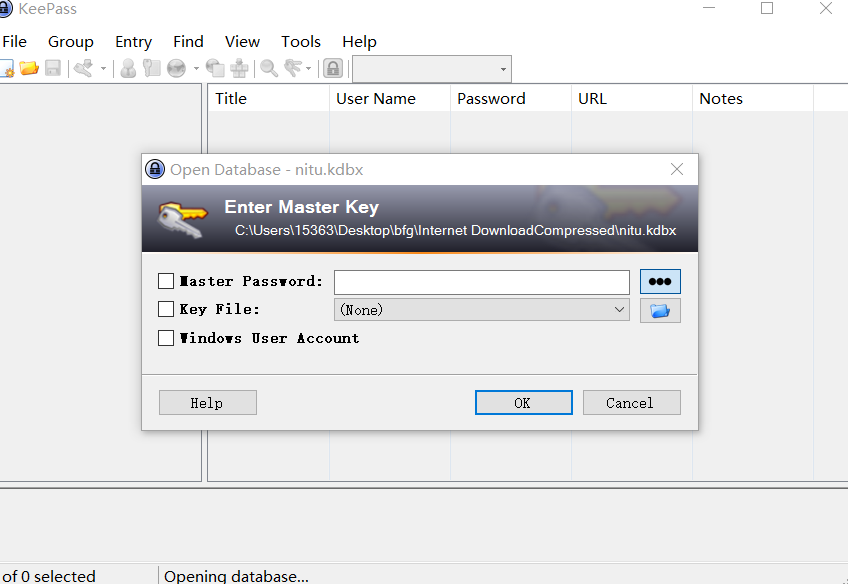 KeePass
File Group Entry Find View Tools Help
Title User Name Password URL Notes
Open Database - nitu.kdbx
Enter Master Key
C:\Users\15363\Desktop\bfg\Internet DownloadCompressed\nitu.kdbx
Master Password:
Key File: (None)
Windows User Account
Help OK Cancel
of 0 selected Opening database...